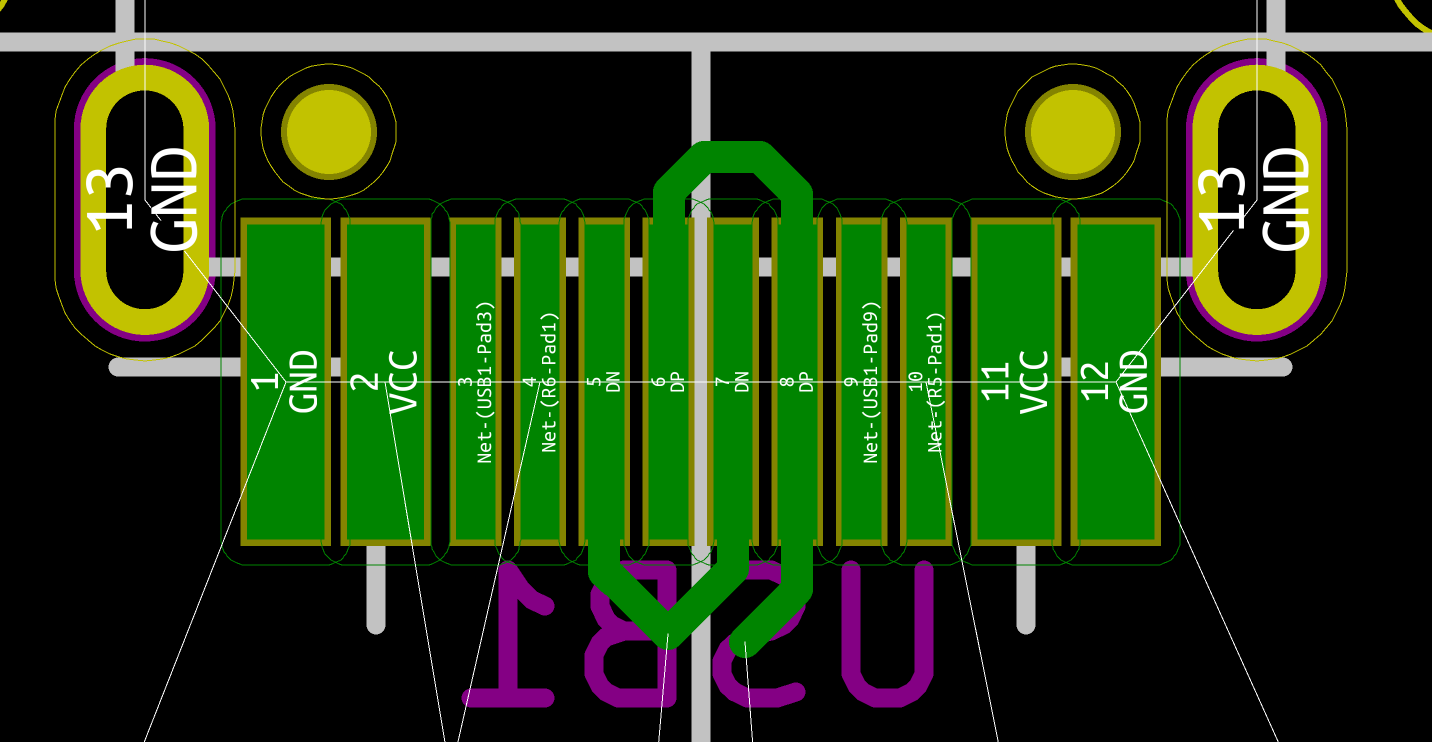 13
GND
13
GND
1
GND
2
VCC
3
Net-(USB1-Pad3)
4
Net-(R6-Pad1)
5
DN
6
DP
7
DN
8
DP
9
Net-(USB1-Pad9)
10
Net-(R5-Pad1)
11
VCC
12
GND
USB1